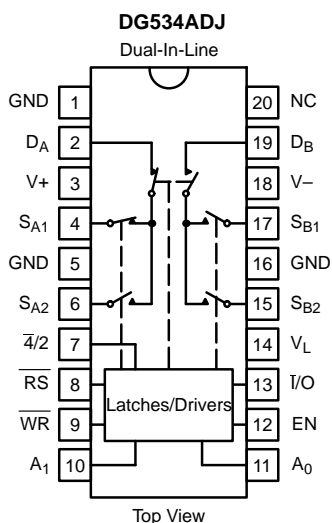 DG534ADJ
Dual-In-Line
GND 1 20 NC
D_A 2 19 D_B
V+ 3 18 V−
S_A1 4 17 S_B1
GND 5 16 GND
S_A2 6 15 S_B2
4̅/2 7 14 V_L
R̅S̅ 8 13 I̅/O
W̅R̅ 9 12 EN
A_1 10 11 A_0
Latches/Drivers
Top View